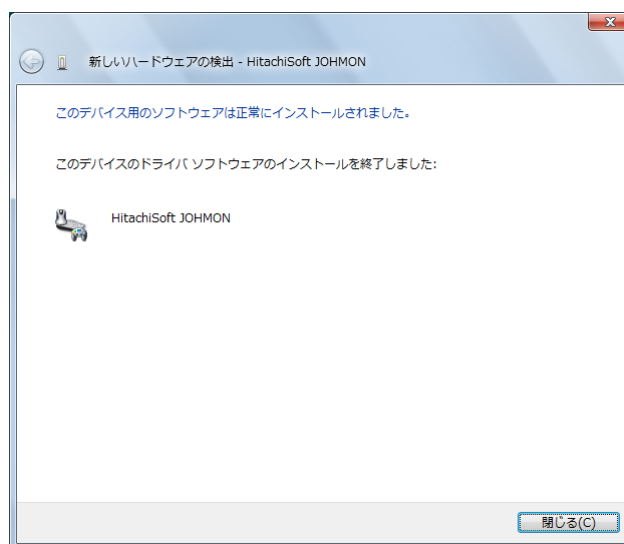 新しいハードウェアの検出 - HitachiSoft JOHMON
このデバイス用のソフトウェアは正常にインストールされました。
このデバイスのドライバ ソフトウェアのインストールを終了しました:
HitachiSoft JOHMON
閉じる(C)